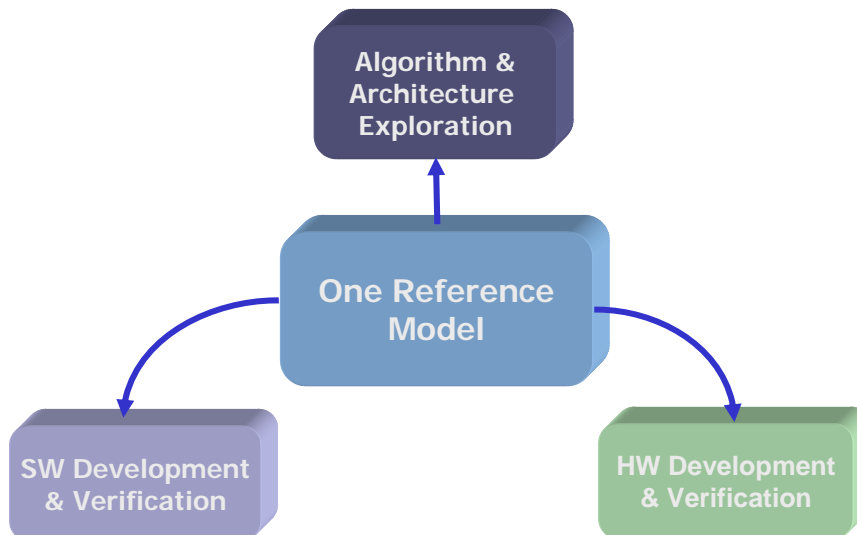 Algorithm &
Architecture
Exploration
One Reference
Model
SW Development
& Verification
HW Development
& Verification